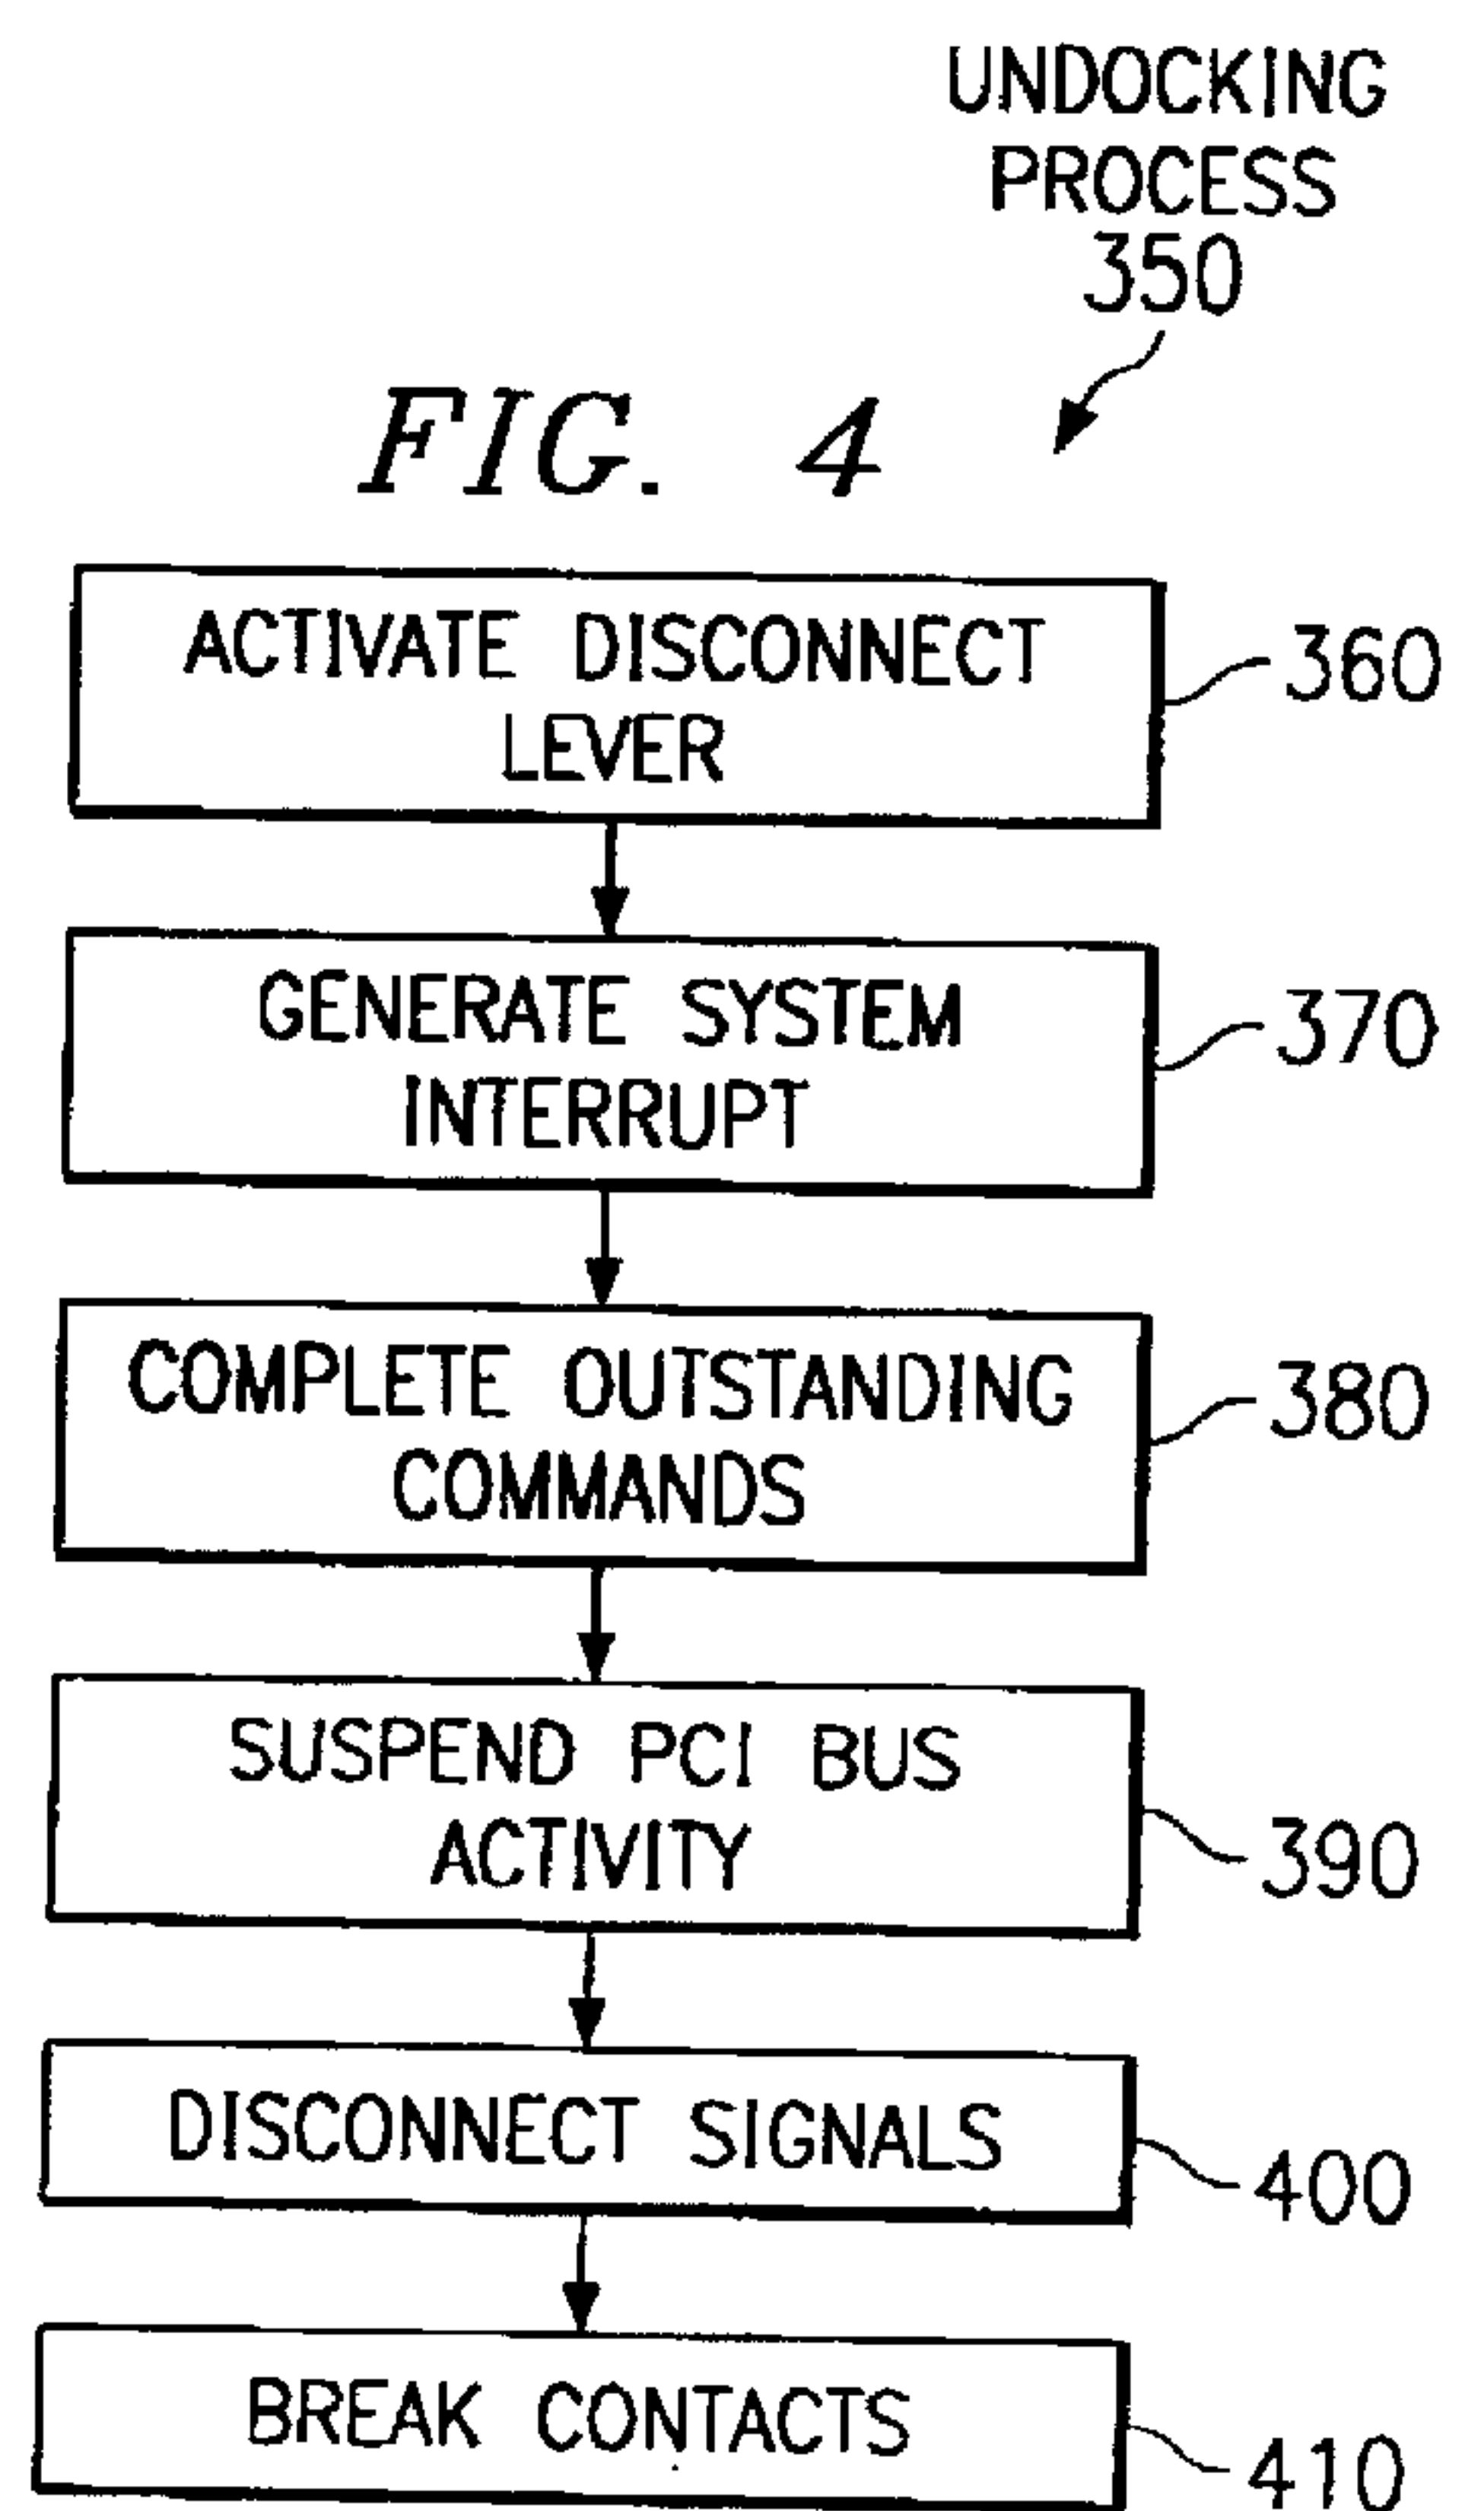 UNDOCKING
PROCESS
350
FIG. 4
ACTIVATE DISCONNECT
LEVER
360
GENERATE SYSTEM
INTERRUPT
370
COMPLETE OUTSTANDING
COMMANDS
380
SUSPEND PCI BUS
ACTIVITY
390
DISCONNECT SIGNALS
400
BREAK CONTACTS
410